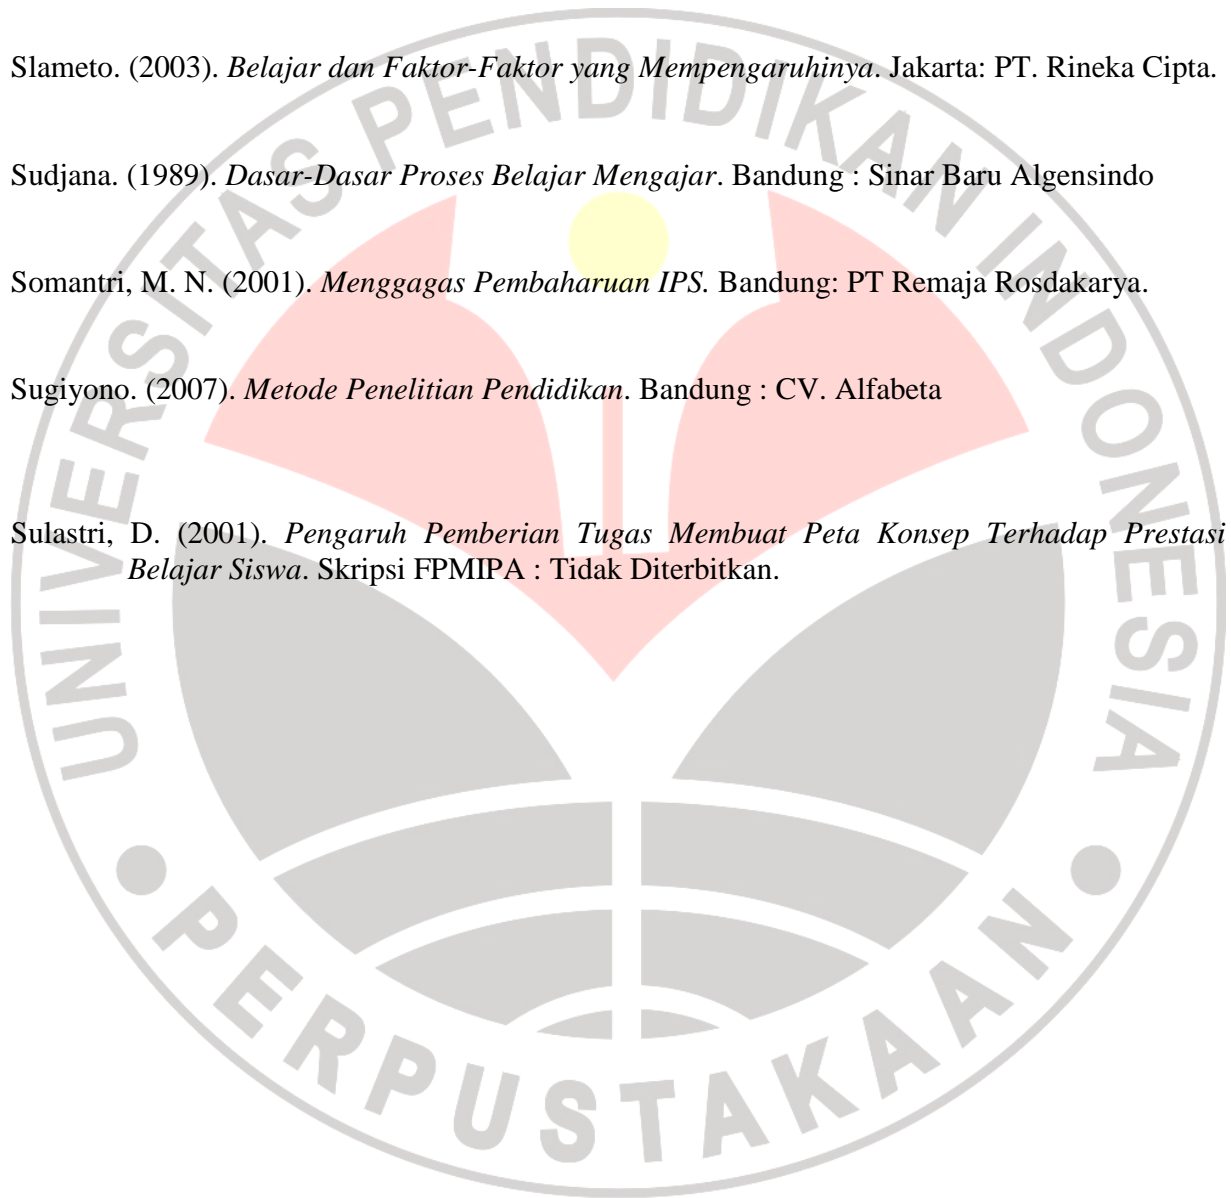 Slameto. (2003). Belajar dan Faktor-Faktor yang Mempengaruhinya. Jakarta: PT. Rineka Cipta.
Sudjana. (1989). Dasar-Dasar Proses Belajar Mengajar. Bandung : Sinar Baru Algensindo
Somantri, M. N. (2001). Menggagas Pembaharuan IPS. Bandung: PT Remaja Rosdakarya.
Sugiyono. (2007). Metode Penelitian Pendidikan. Bandung : CV. Alfabeta
Sulastri, D. (2001). Pengaruh Pemberian Tugas Membuat Peta Konsep Terhadap Prestasi
Belajar Siswa. Skripsi FPMIPA : Tidak Diterbitkan.
UNIVERSITAS PENDIDIKAN INDONESIA
PERPUSTAKAAN